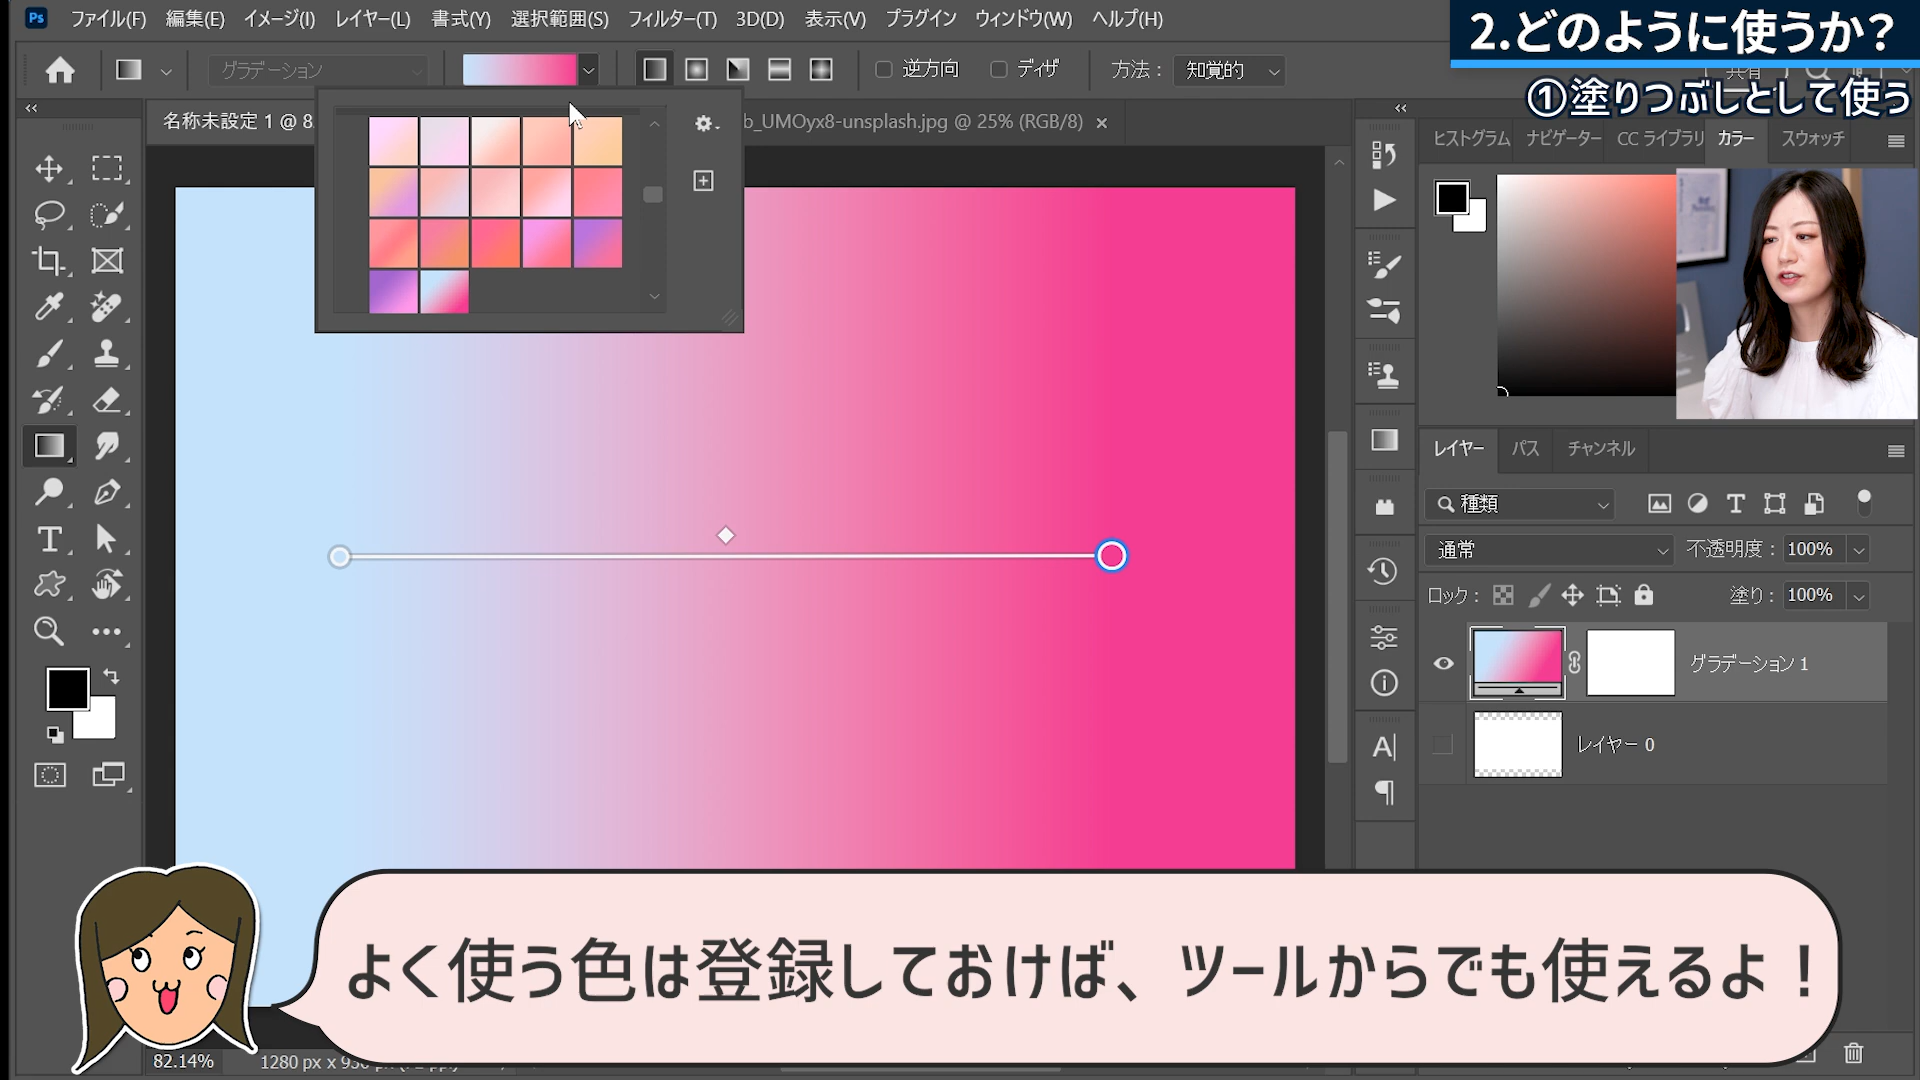 Ps ファイル(F) 編集(E) イメージ(I) レイヤー(L) 書式(Y) 選択範囲(S) フィルター(T) 3D(D) 表示(V) プラグイン ウィンドウ(W) ヘルプ(H)
2.どのように使うか?
グラデーション 逆方向 ディザ 方法: 知覚的 共有
①塗りつぶしとして使う
名称未設定 1 @ 8 b_UMOyx8-unsplash.jpg @ 25% (RGB/8) ×
ヒストグラム ナビゲーター CC ライブラリ カラー スウォッチ
レイヤー パス チャンネル
種類
通常 不透明度: 100%
ロック: 塗り: 100%
グラデーション 1
レイヤー 0
よく使う色は登録しておけば、ツールからでも使えるよ!
82.14% 1280 px x